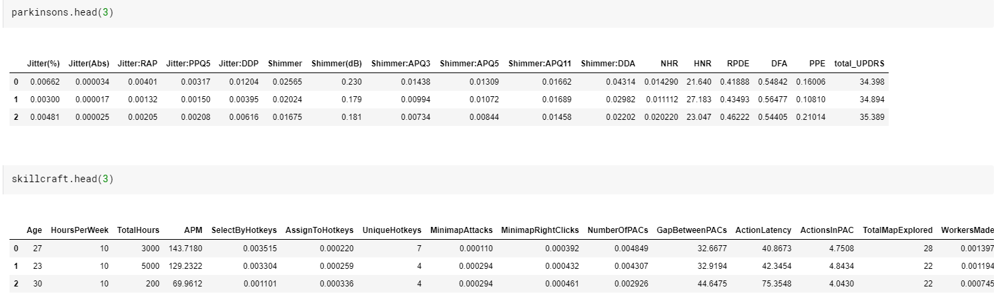 parkinsons.head(3)
Jitter(%) Jitter(Abs) Jitter:RAP Jitter:PPQ5 Jitter:DDP Shimmer Shimmer(dB) Shimmer:APQ3 Shimmer:APQ5 Shimmer:APQ11 Shimmer:DDA NHR HNR RPDE DFA PPE total_UPDRS
0 0.00662 0.000034 0.00401 0.00317 0.01204 0.02565 0.230 0.01438 0.01309 0.01662 0.04314 0.014290 21.640 0.41888 0.54842 0.16006 34.398
1 0.00300 0.000017 0.00132 0.00150 0.00395 0.02024 0.179 0.00994 0.01072 0.01689 0.02982 0.011112 27.183 0.43493 0.56477 0.10810 34.894
2 0.00481 0.000025 0.00205 0.00208 0.00616 0.01675 0.181 0.00734 0.00844 0.01458 0.02202 0.020220 23.047 0.46222 0.54405 0.21014 35.389
skillcraft.head(3)
Age HoursPerWeek TotalHours APM SelectByHotkeys AssignToHotkeys UniqueHotkeys MinimapAttacks MinimapRightClicks NumberOfPACs GapBetweenPACs ActionLatency ActionsInPAC TotalMapExplored WorkersMade
0 27 10 3000 143.7180 0.003515 0.000220 7 0.000110 0.000392 0.004849 32.6677 40.8673 4.7508 28 0.001397
1 23 10 5000 129.2322 0.003304 0.000259 4 0.000294 0.000432 0.004307 32.9194 42.3454 4.8434 22 0.001194
2 30 10 200 69.9612 0.001101 0.000336 4 0.000294 0.000461 0.002926 44.6475 75.3548 4.0430 22 0.000745